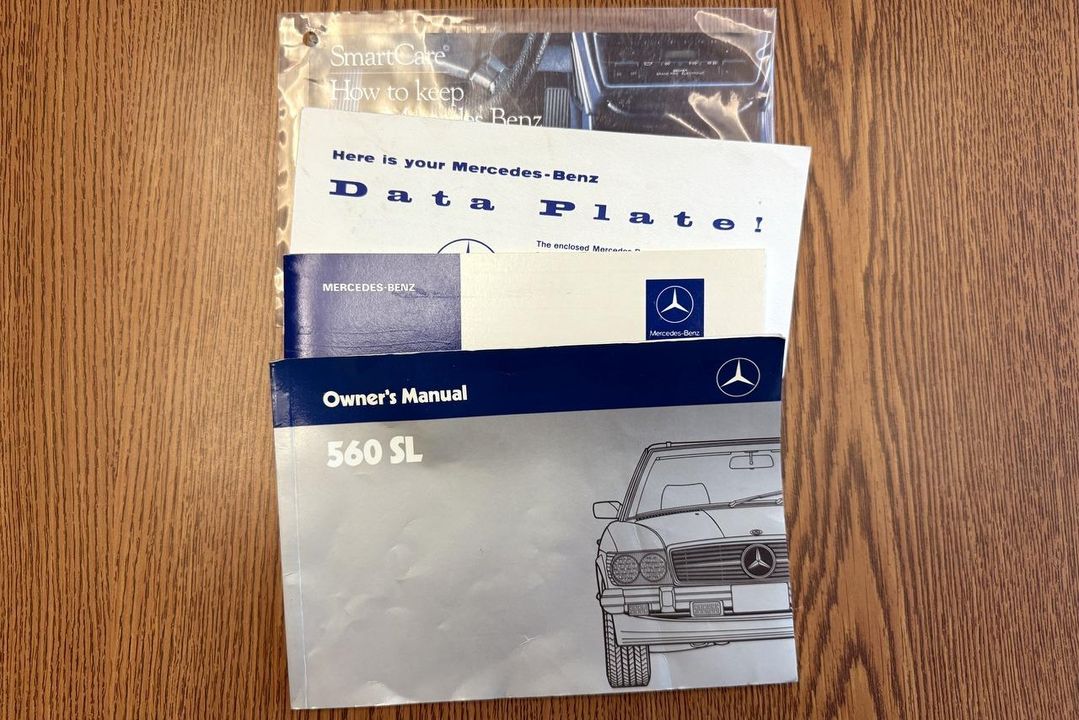 SmartCare®
How to keep
Benz
Here is your Mercedes-Benz
Data Plate!
The enclosed Mercedes
MERCEDES-BENZ
Mercedes-Benz
Owner's Manual
560 SL